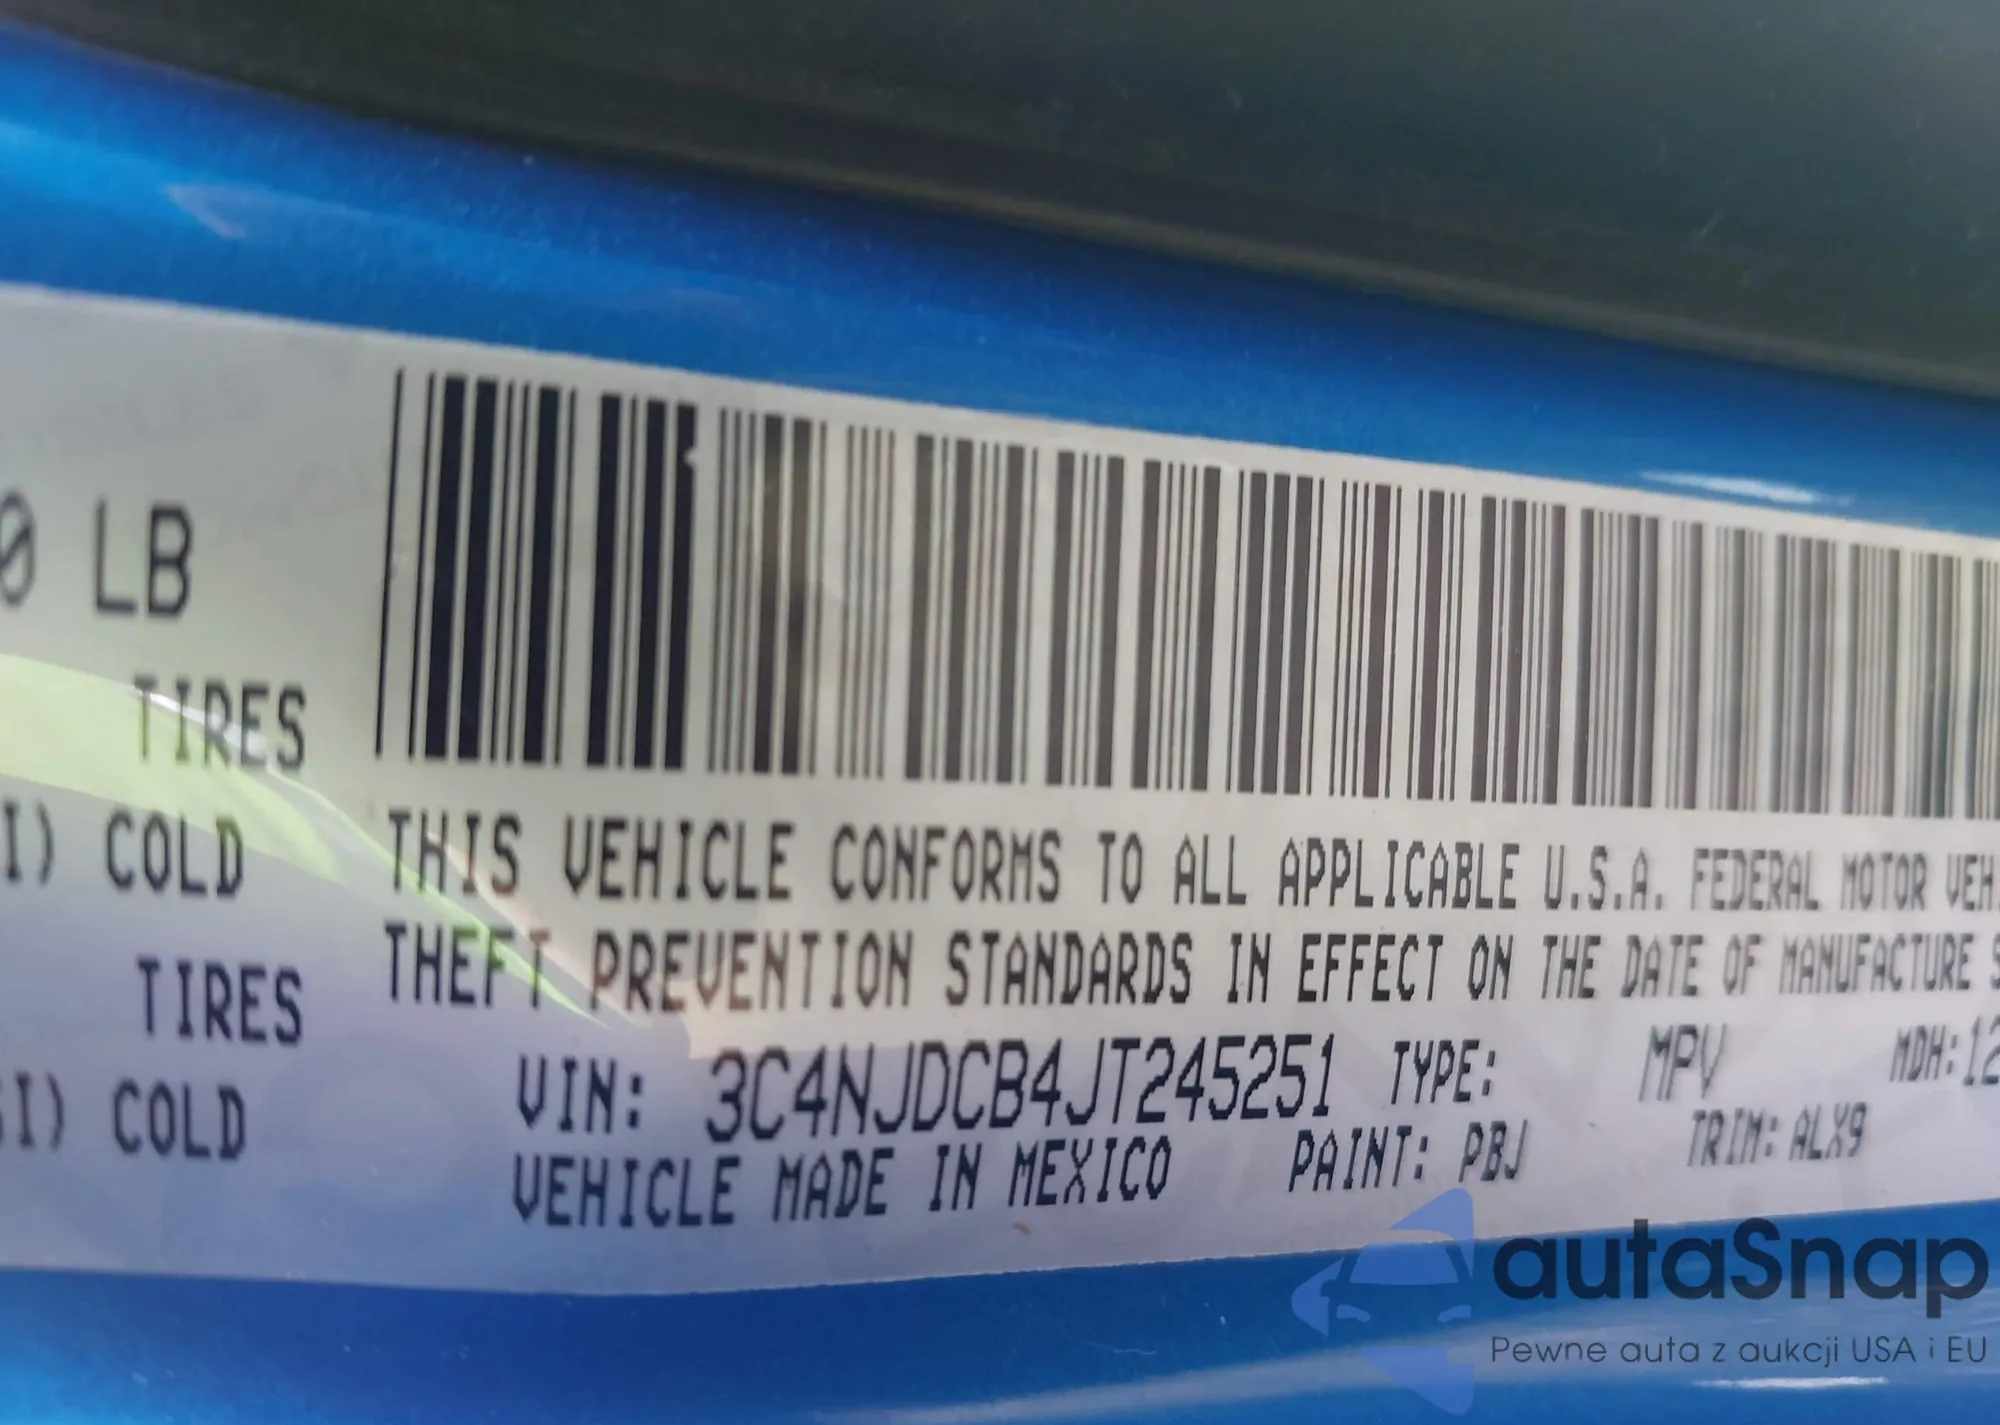 0 LB
TIRES
I) COLD
THIS VEHICLE CONFORMS TO ALL APPLICABLE U.S.A. FEDERAL MOTOR VEH.
THEFT PREVENTION STANDARDS IN EFFECT ON THE DATE OF MANUFACTURE S
TIRES
VIN: 3C4NJDCB4JT245251 TYPE: MPV MDH:12
SI) COLD
VEHICLE MADE IN MEXICO PAINT: PBJ TRIM: ALX9
autaSnap
Pewne auta z aukcji USA i EU